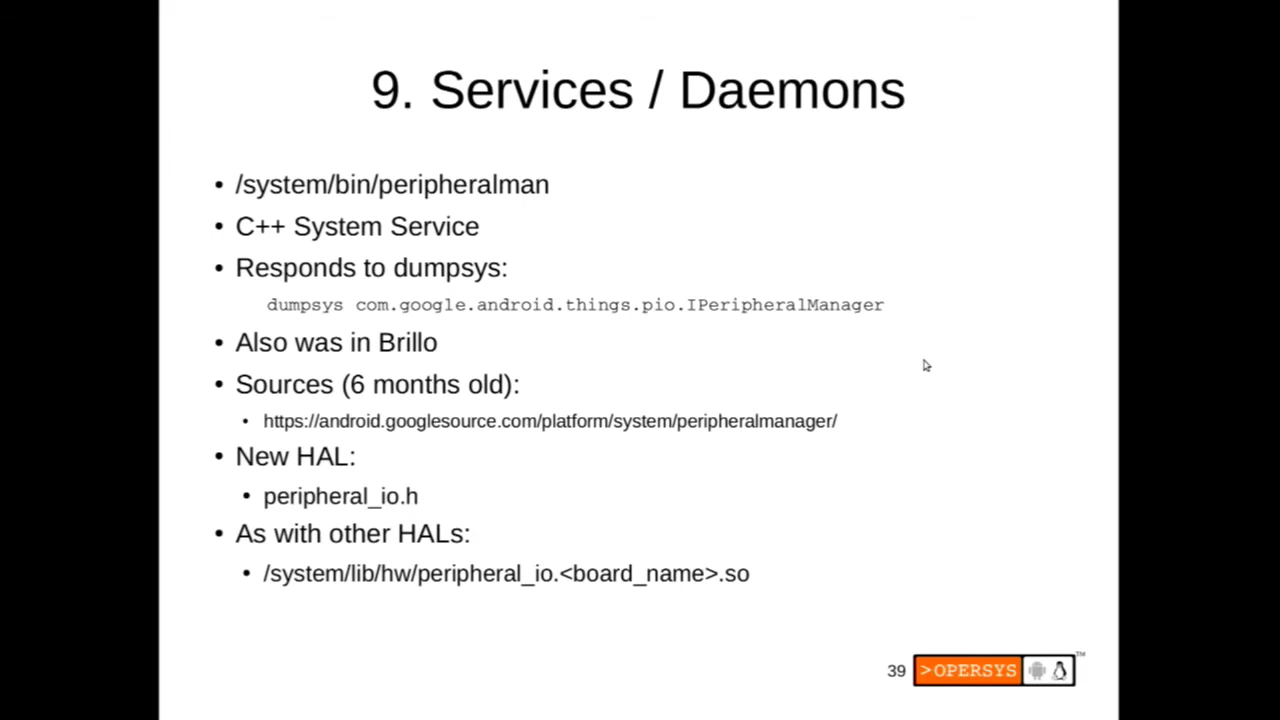 9. Services / Daemons
• /system/bin/peripheralman
• C++ System Service
• Responds to dumpsys:
dumpsys com.google.android.things.pio.IPeripheralManager
• Also was in Brillo
• Sources (6 months old):
• https://android.googlesource.com/platform/system/peripheralmanager/
• New HAL:
• peripheral_io.h
• As with other HALs:
• /system/lib/hw/peripheral_io.<board_name>.so
39 >OPERSYS ™